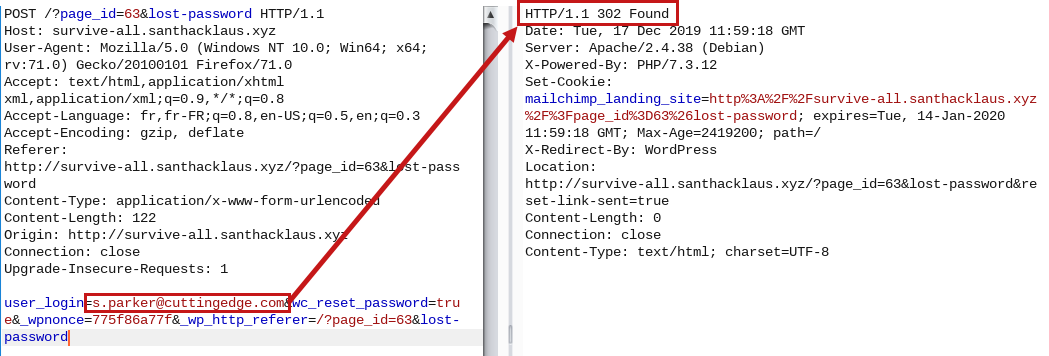 POST /?page_id=63&lost-password HTTP/1.1
Host: survive-all.santhacklaus.xyz
User-Agent: Mozilla/5.0 (Windows NT 10.0; Win64; x64;
rv:71.0) Gecko/20100101 Firefox/71.0
Accept: text/html,application/xhtml
xml,application/xml;q=0.9,*/*;q=0.8
Accept-Language: fr,fr-FR;q=0.8,en-US;q=0.5,en;q=0.3
Accept-Encoding: gzip, deflate
Referer:
http://survive-all.santhacklaus.xyz/?page_id=63&lost-pass
word
Content-Type: application/x-www-form-urlencoded
Content-Length: 122
Origin: http://survive-all.santhacklaus.xyz
Connection: close
Upgrade-Insecure-Requests: 1
user_login=s.parker@cuttingedge.com&wc_reset_password=tru
e&_wpnonce=775f86a77f&_wp_http_referer=/?page_id=63&lost-
password
HTTP/1.1 302 Found
Date: Tue, 17 Dec 2019 11:59:18 GMT
Server: Apache/2.4.38 (Debian)
X-Powered-By: PHP/7.3.12
Set-Cookie:
mailchimp_landing_site=http%3A%2F%2Fsurvive-all.santhacklaus.xyz
%2F%3Fpage_id%3D63%26lost-password; expires=Tue, 14-Jan-2020
11:59:18 GMT; Max-Age=2419200; path=/
X-Redirect-By: WordPress
Location:
http://survive-all.santhacklaus.xyz/?page_id=63&lost-password&re
set-link-sent=true
Content-Length: 0
Connection: close
Content-Type: text/html; charset=UTF-8